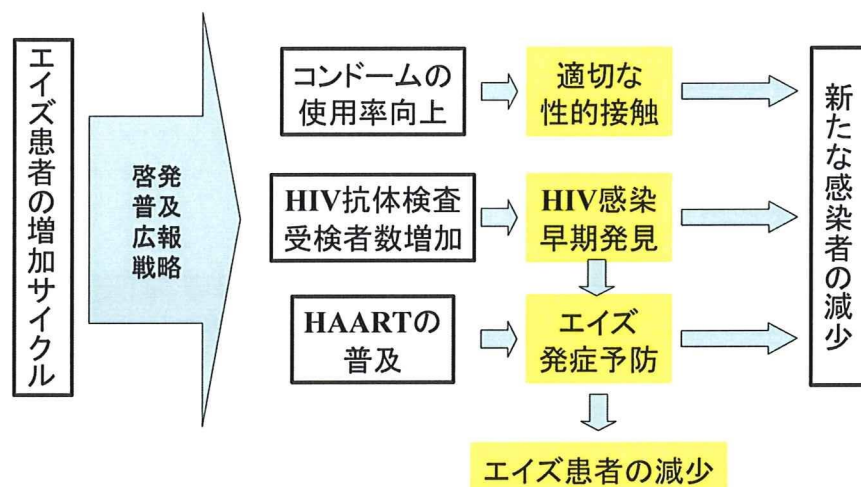 エイズ患者の増加サイクル
啓発
普及
広報
戦略
コンドームの
使用率向上
適切な
性的接触
HIV抗体検査
受検者数増加
HIV感染
早期発見
HAARTの
普及
エイズ
発症予防
エイズ患者の減少
新たな感染者の減少